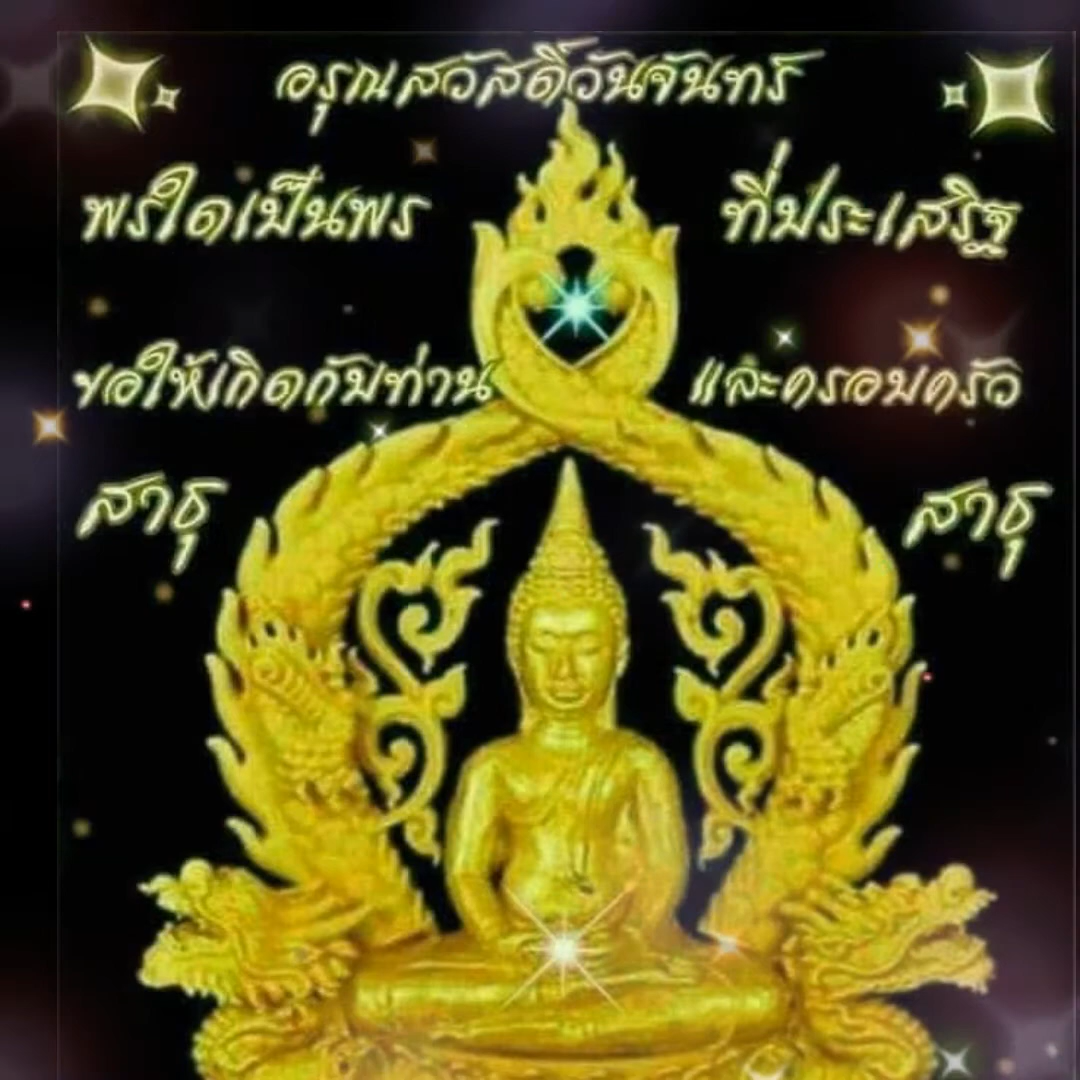 อรุณสวัสดิ์วันจันทร์
พรใดเป็นพร ที่ประเสริฐ
ขอให้เกิดกับท่าน และครอบครัว
สาธุ สาธุ